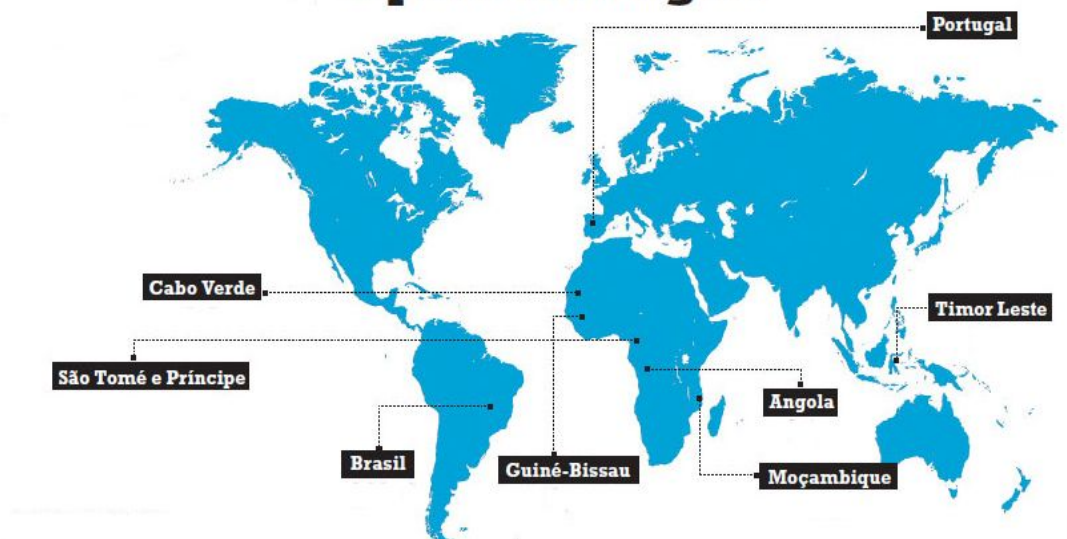 Portugal
Cabo Verde
Timor Leste
São Tomé e Príncipe
Angola
Brasil
Guiné-Bissau
Moçambique